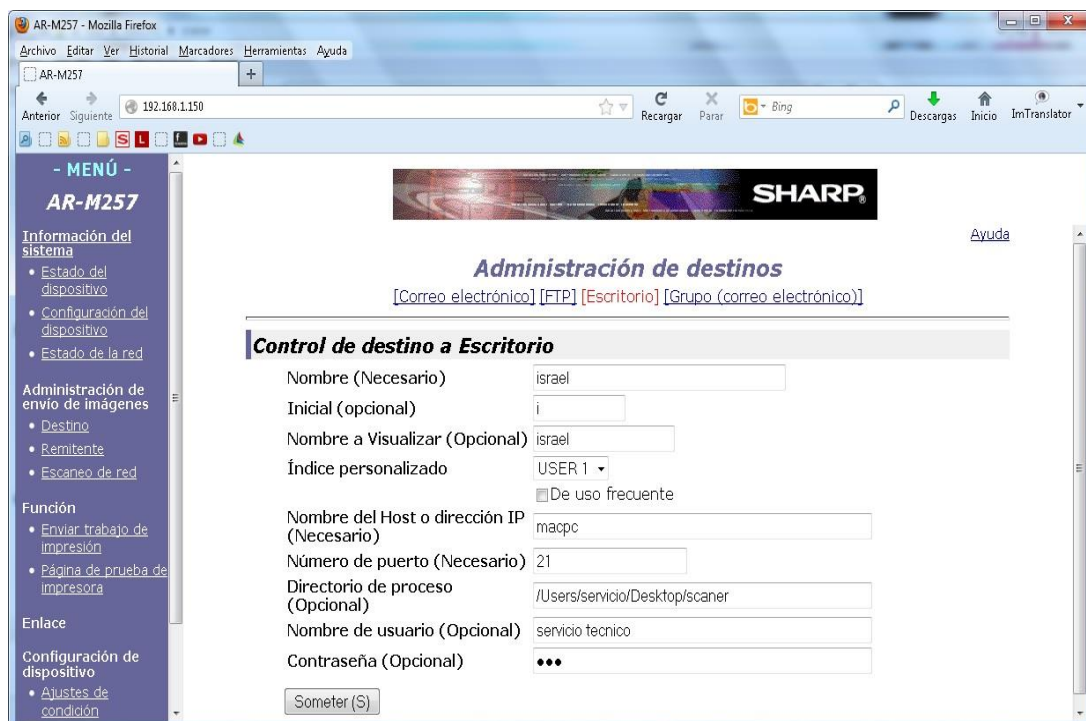 AR-M257 - Mozilla Firefox
Archivo Editar Ver Historial Marcadores Herramientas Ayuda
AR-M257
+
Anterior
Siguiente
192.168.1.150
Recargar
Parar
Bing
Descargas
Inicio
ImTranslator
- MENÚ -
AR-M257
Información del
sistema
Estado del
dispositivo
Configuración del
dispositivo
Estado de la red
Administración de
envío de imágenes
Destino
Remitente
Escaneo de red
Función
Enviar trabajo de
impresión
Página de prueba de
impresora
Enlace
Configuración de
dispositivo
Ajustes de
condición
SHARP
Ayuda
Administración de destinos
[Correo electrónico] [FTP] [Escritorio] [Grupo (correo electrónico)]
Control de destino a Escritorio
Nombre (Necesario) israel
Inicial (opcional) i
Nombre a Visualizar (Opcional) israel
Índice personalizado USER 1
De uso frecuente
Nombre del Host o dirección IP
(Necesario) macpc
Número de puerto (Necesario) 21
Directorio de proceso
(Opcional) /Users/servicio/Desktop/scaner
Nombre de usuario (Opcional) servicio tecnico
Contraseña (Opcional) •••
Someter (S)